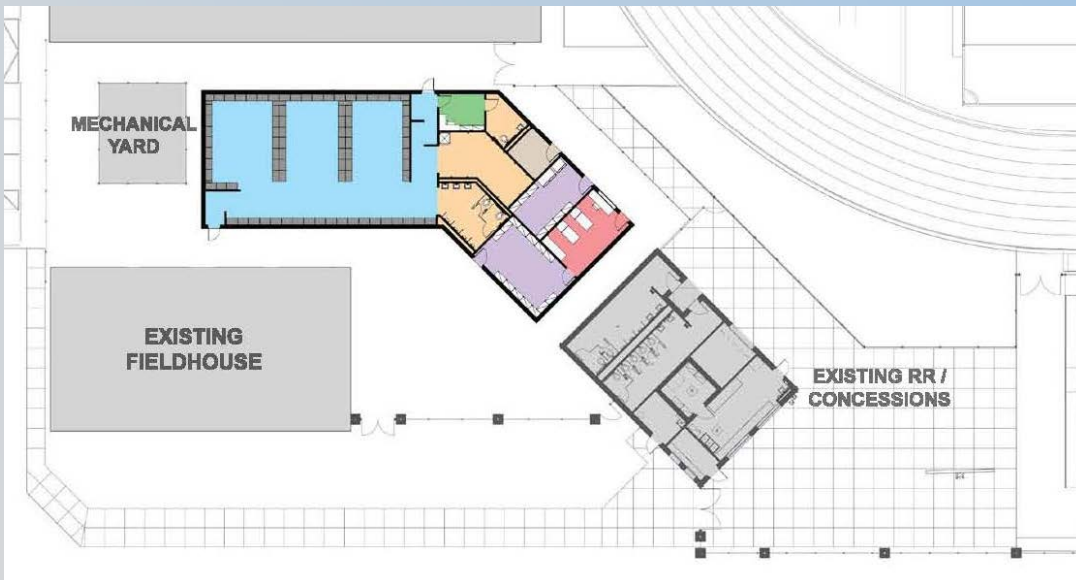 MECHANICAL
YARD
EXISTING
FIELDHOUSE
EXISTING RR /
CONCESSIONS